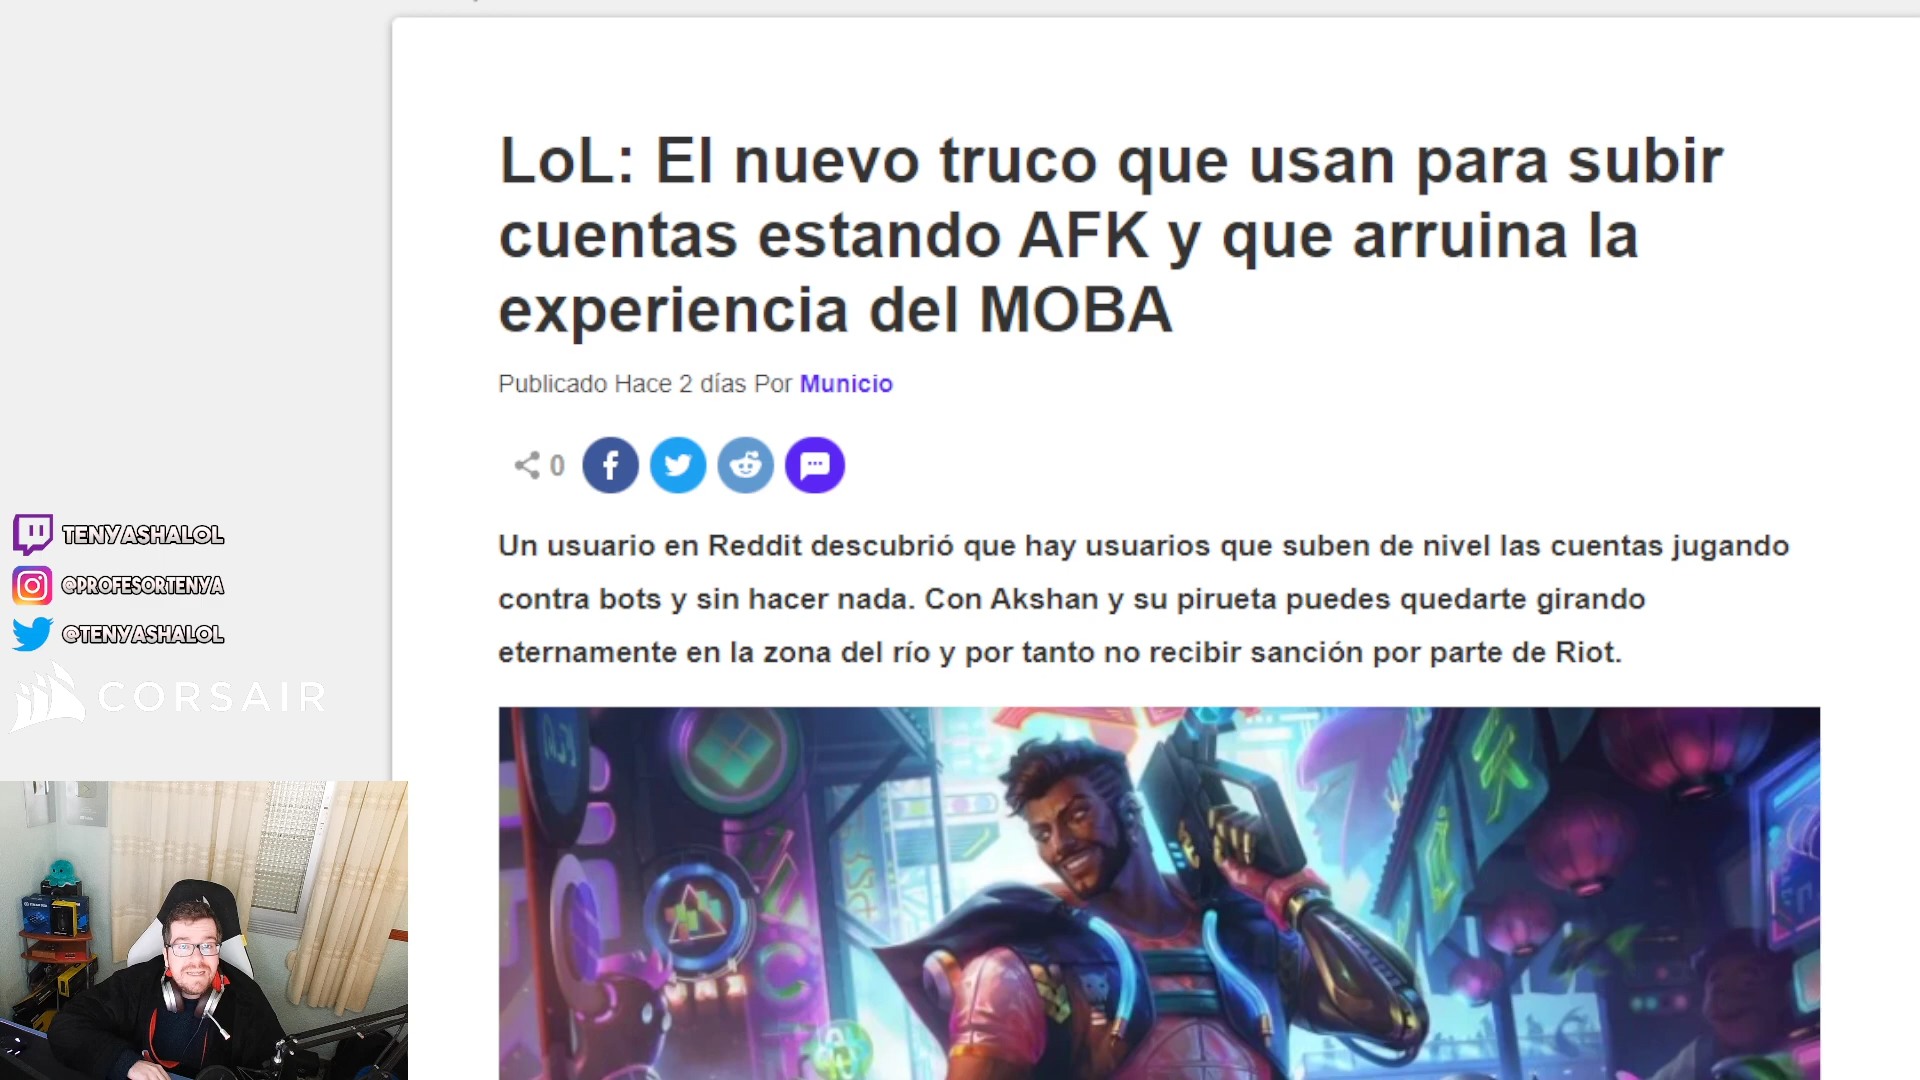 LoL: El nuevo truco que usan para subir
cuentas estando AFK y que arruina la
experiencia del MOBA
Publicado Hace 2 días Por Municio
0
Un usuario en Reddit descubrió que hay usuarios que suben de nivel las cuentas jugando
contra bots y sin hacer nada. Con Akshan y su pirueta puedes quedarte girando
eternamente en la zona del río y por tanto no recibir sanción por parte de Riot.
TENYASHALOL
@PROFESORTENYA
@TENYASHALOL
CORSAIR